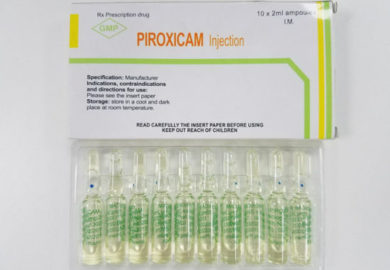 Rx Prescription drug
10 x 2ml ampoules
I.M.
GMP
PIROXICAM Injection
Specification: Manufacturer
Indications, contraindications
and directions for use:
Please see the insert paper
Storage: store in a cool and dark
place at room temperature.
READ CAREFULLY THE INSERT PAPER BEFORE USING
KEEP OUT REACH OF CHILDREN